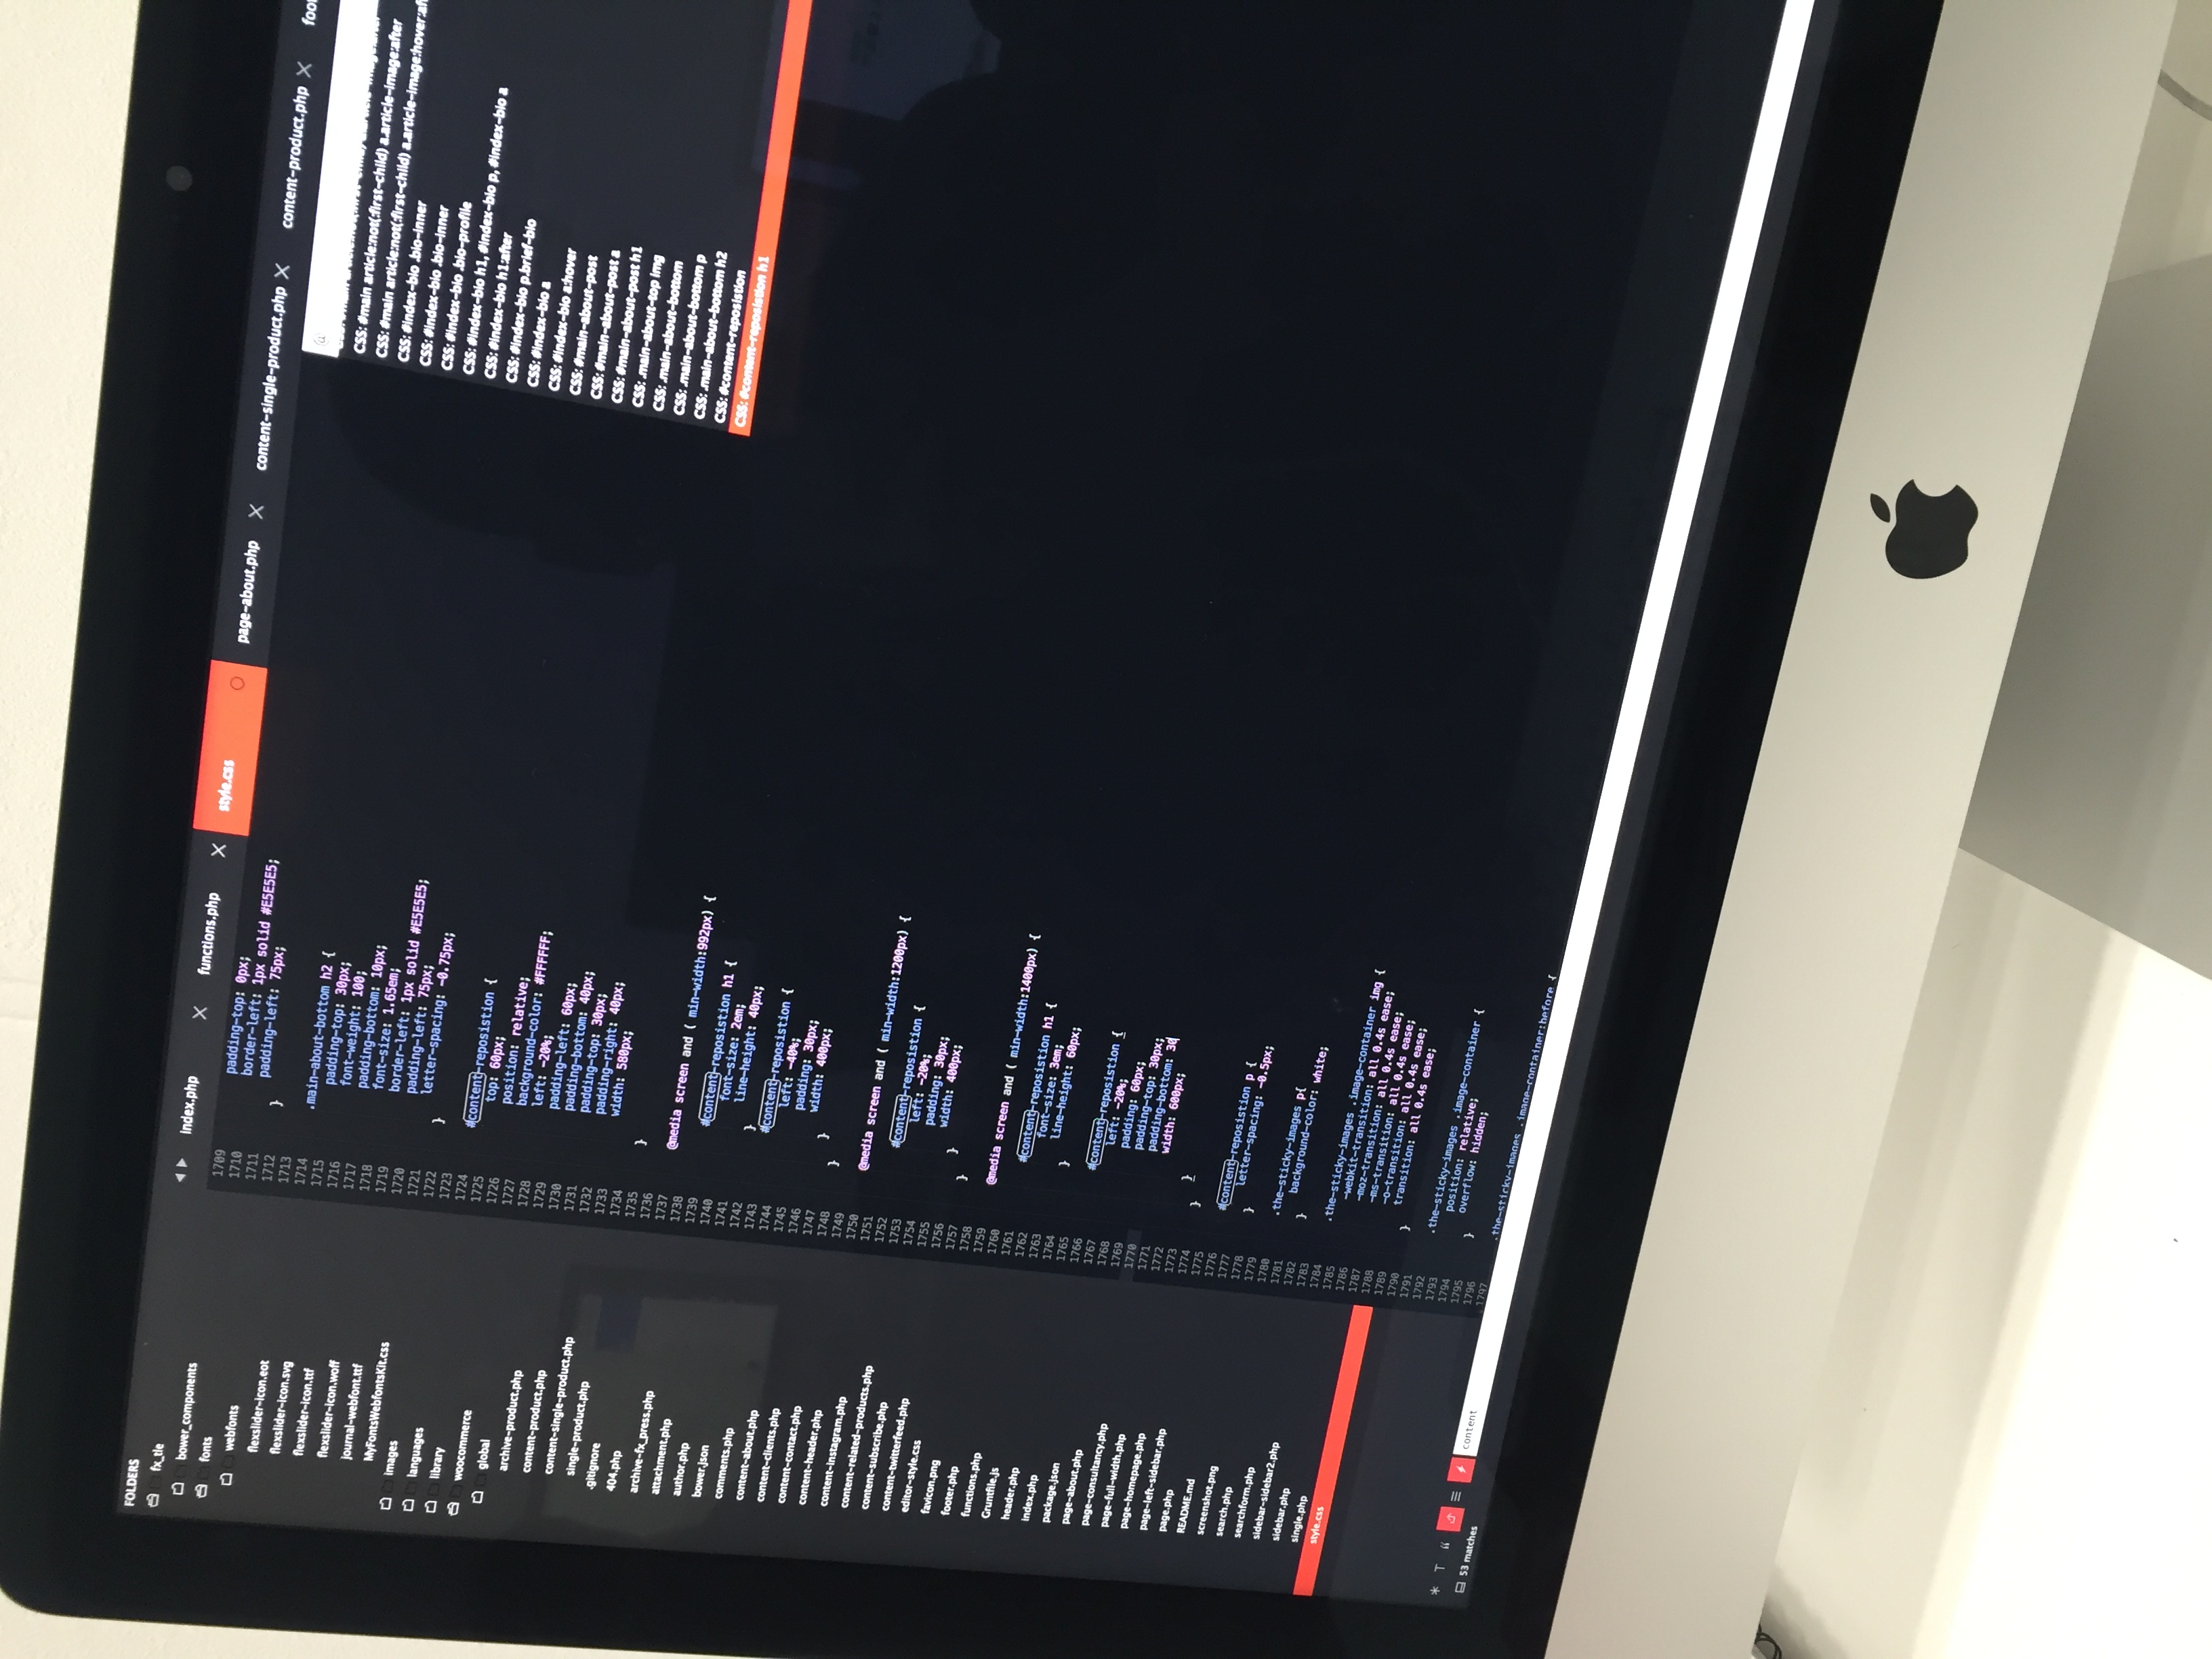 FOLDERS
fx_tle
bower_components
fonts
webfonts
flexslider-icon.eot
flexslider-icon.svg
flexslider-icon.ttf
flexslider-icon.woff
journal-webfont.ttf
MyFontsWebfontsKit.css
images
languages
library
woocommerce
global
archive-product.php
content-product.php
content-single-product.php
single-product.php
.gitignore
404.php
archive-fx_press.php
attachment.php
author.php
bower.json
comments.php
content-about.php
content-clients.php
content-contact.php
content-header.php
content-instagram.php
content-related-products.php
content-subscribe.php
content-twitterfeed.php
editor-style.css
favicon.png
footer.php
functions.php
Gruntfile.js
header.php
index.php
package.json
page-about.php
page-consultancy.php
page-full-width.php
page-homepage.php
page-left-sidebar.php
page.php
README.md
screenshot.png
search.php
searchform.php
sidebar-sidebar2.php
sidebar.php
single.php
style.css
index.php
functions.php
style.css
page-about.php
content-single-product.php
content-product.php
1709
1710 padding-top: 0px;
1711 border-left: 1px solid #E5E5E5;
1712 padding-left: 75px;
1713 }
1714
1715 .main-about-bottom h2 {
1716 padding-top: 30px;
1717 font-weight: 100;
1718 padding-bottom: 10px;
1719 font-size: 1.65em;
1720 border-left: 1px solid #E5E5E5;
1721 padding-left: 75px;
1722 letter-spacing: -0.75px;
1723 }
1724
1725 #content-reposistion {
1726 top: 60px;
1727 position: relative;
1728 background-color: #FFFFFF;
1729 left: -20%;
1730 padding-left: 60px;
1731 padding-bottom: 40px;
1732 padding-top: 30px;
1733 padding-right: 40px;
1734 width: 580px;
1735
1736 }
1737
1738 @media screen and ( min-width:992px) {
1739
1740 #content-reposistion h1 {
1741 font-size: 2em;
1742 line-height: 40px;
1743 }
1744 #content-reposistion {
1745 left: -40%;
1746 padding: 30px;
1747 width: 400px;
1748 }
1749 }
1750
1751 @media screen and ( min-width:1200px) {
1752
1753 #content-reposistion {
1754 left: -20%;
1755 padding: 30px;
1756 width: 400px;
1757 }
1758 }
1759
1760 @media screen and ( min-width:1400px) {
1761
1762 #content-reposistion h1 {
1763 font-size: 3em;
1764 line-height: 60px;
1765 }
1766
1767 #content-reposistion {
1768 left: -20%;
1769 padding: 60px;
1770 padding-top: 30px;
1771 padding-bottom: 30
1772 width: 600px;
1773
1774 }
1775 }
1776
1777 #content-reposistion p {
1778 letter-spacing: -0.5px;
1779 }
1780
1781 .the-sticky-images p{
1782 background-color: white;
1783 }
1784
1785 .the-sticky-images .image-container img {
1786 -webkit-transition: all 0.4s ease;
1787 -moz-transition: all 0.4s ease;
1788 -ms-transition: all 0.4s ease;
1789 -o-transition: all 0.4s ease;
1790 transition: all 0.4s ease;
1791 }
1792
1793 .the-sticky-images .image-container {
1794 position: relative;
1795 overflow: hidden;
1796 }
1797
.the-sticky-images .image-container:before {
@
CSS: #main article:not(:first-child) a.article-image:after
CSS: #main article:not(:first-child) a.article-image:after
CSS: #main article:not(:first-child) a.article-image:hover:af
CSS: #index-bio .bio-inner
CSS: #index-bio .bio-inner
CSS: #index-bio .bio-profile
CSS: #index-bio h1, #index-bio p, #index-bio a
CSS: #index-bio h1:after
CSS: #index-bio p.brief-bio
CSS: #index-bio a
CSS: #index-bio a:hover
CSS: #main-about-post
CSS: #main-about-post a
CSS: #main-about-post h1
CSS: .main-about-top img
CSS: .main-about-bottom
CSS: .main-about-bottom p
CSS: .main-about-bottom h2
CSS: #content-reposistion
CSS: #content-reposistion h1
content
53 matches